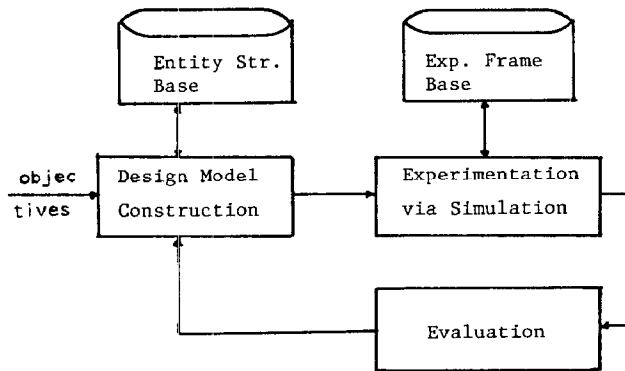 Entity Str.
Base
Exp. Frame
Base
objec
tives
Design Model
Construction
Experimentation
via Simulation
Evaluation